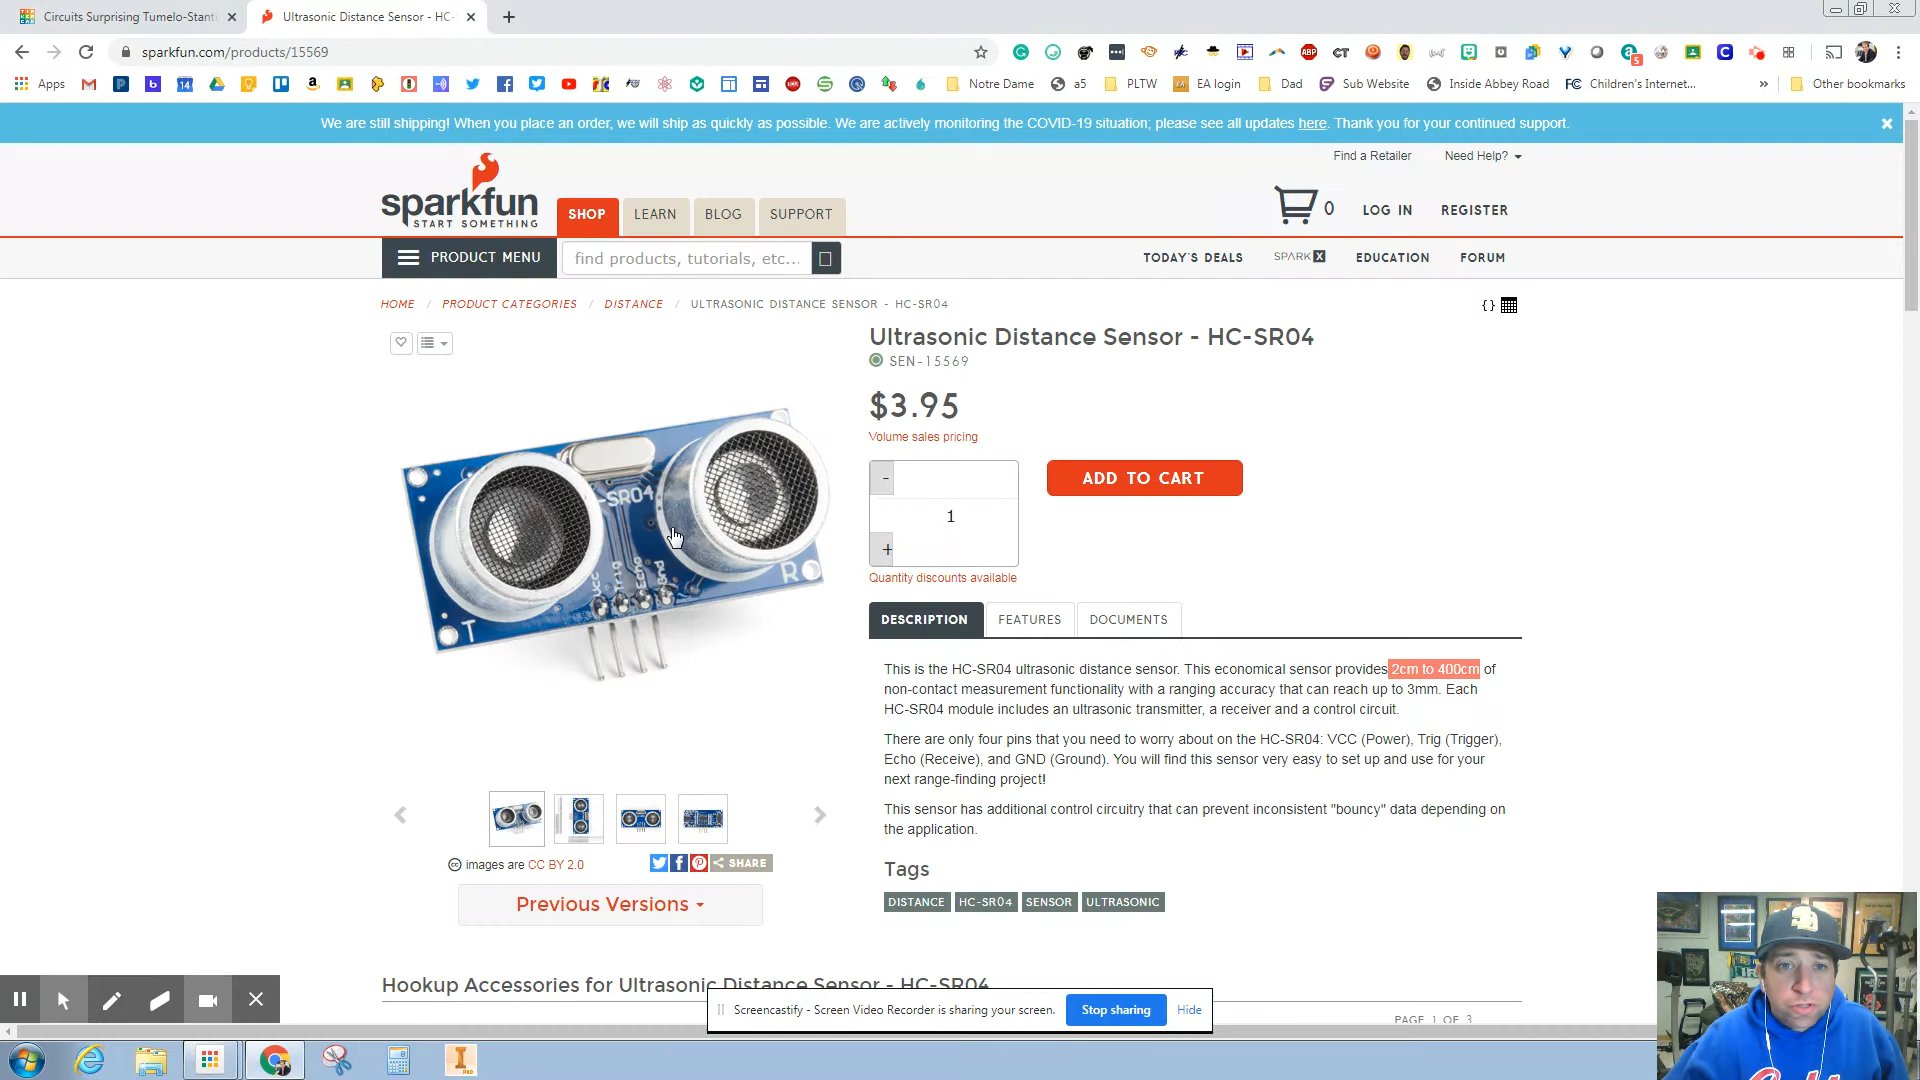 Circuits Surprising Tumelo-Stanti
Ultrasonic Distance Sensor - HC-
sparkfun.com/products/15569
ABP
CT
5
Apps
14
Notre Dame
a5
PLTW
EA login
Dad
Sub Website
Inside Abbey Road
FC Children's Internet...
»
Other bookmarks
We are still shipping! When you place an order, we will ship as quickly as possible. We are actively monitoring the COVID-19 situation; please see all updates here. Thank you for your continued support.
Find a Retailer
Need Help?
sparkfun
START SOMETHING
SHOP
LEARN
BLOG
SUPPORT
0
LOG IN
REGISTER
PRODUCT MENU
find products, tutorials, etc...
TODAY'S DEALS
SPARK X
EDUCATION
FORUM
HOME / PRODUCT CATEGORIES / DISTANCE / ULTRASONIC DISTANCE SENSOR - HC-SR04
{ }
Ultrasonic Distance Sensor - HC-SR04
SEN-15569
$3.95
Volume sales pricing
-
1
+
ADD TO CART
Quantity discounts available
-SR04
Vcc
Trig
Echo
Gnd
T
R
DESCRIPTION
FEATURES
DOCUMENTS
This is the HC-SR04 ultrasonic distance sensor. This economical sensor provides 2cm to 400cm of
non-contact measurement functionality with a ranging accuracy that can reach up to 3mm. Each
HC-SR04 module includes an ultrasonic transmitter, a receiver and a control circuit.
There are only four pins that you need to worry about on the HC-SR04: VCC (Power), Trig (Trigger),
Echo (Receive), and GND (Ground). You will find this sensor very easy to set up and use for your
next range-finding project!
This sensor has additional control circuitry that can prevent inconsistent "bouncy" data depending on
the application.
Tags
DISTANCE
HC-SR04
SENSOR
ULTRASONIC
cc images are CC BY 2.0
SHARE
Previous Versions
Hookup Accessories for Ultrasonic Distance Sensor - HC-SR04
PAGE 1 OF 3
Screencastify - Screen Video Recorder is sharing your screen.
Stop sharing
Hide